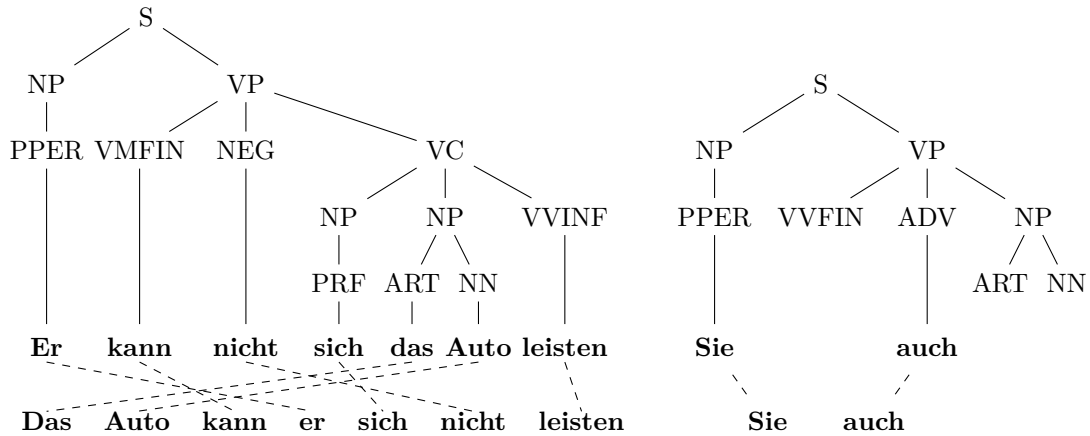 S
NP VP S
PPER VMFIN NEG VC NP VP
NP NP VVINF PPER VVFIN ADV NP
PRF ART NN ART NN
Er kann nicht sich das Auto leisten Sie auch
Das Auto kann er sich nicht leisten Sie auch